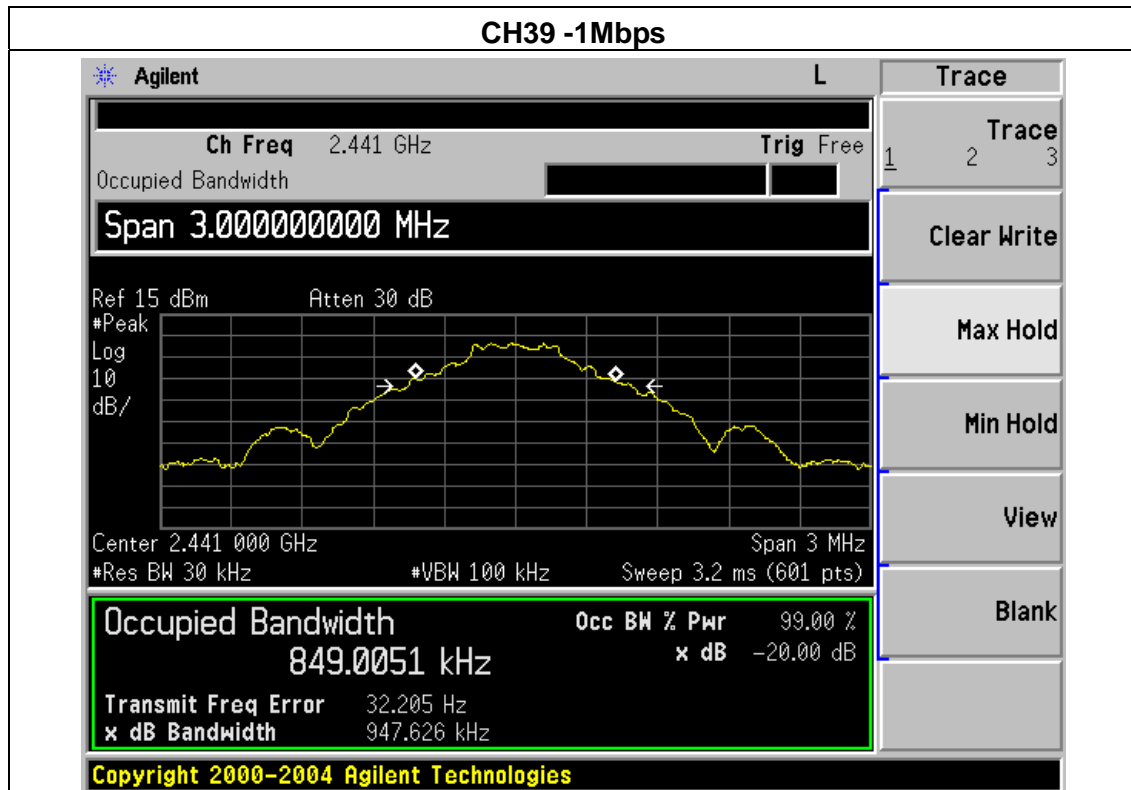 CH39 -1Mbps
Agilent L Trace
Ch Freq 2.441 GHz Trig Free
Trace
1 2 3
Occupied Bandwidth
Span 3.000000000 MHz
Clear Write
Ref 15 dBm Atten 30 dB
#Peak
Log
10
dB/
Max Hold
Min Hold
View
Center 2.441 000 GHz Span 3 MHz
#Res BW 30 kHz #VBW 100 kHz Sweep 3.2 ms (601 pts)
Blank
Occupied Bandwidth Occ BW % Pwr 99.00 %
849.0051 kHz x dB -20.00 dB
Transmit Freq Error 32.205 Hz
x dB Bandwidth 947.626 kHz
Copyright 2000-2004 Agilent Technologies